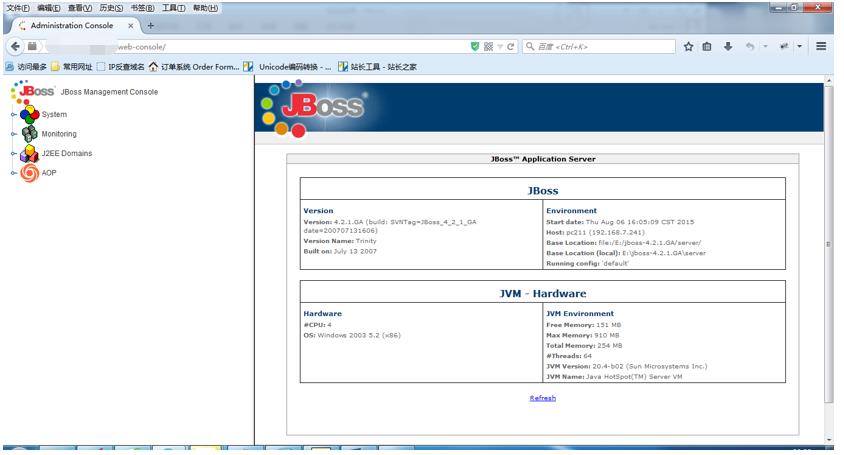 文件(F) 编辑(E) 查看(V) 历史(S) 书签(B) 工具(T) 帮助(H)
Administration Console × +
web-console/
百度 <Ctrl+K>
访问最多 常用网址 IP反查域名 订单系统 Order Form... Unicode编码转换 - ... 站长工具 - 站长之家
JBoss JBoss Management Console
System
Monitoring
J2EE Domains
AOP
JBoss
JBoss™ Application Server
JBoss
Version
Version: 4.2.1.GA (build: SVNTag=JBoss_4_2_1_GA
date=200707131606)
Version Name: Trinity
Built on: July 13 2007
Environment
Start date: Thu Aug 06 16:05:09 CST 2015
Host: pc211 (192.168.7.241)
Base Location: file:/E:/jboss-4.2.1.GA/server/
Base Location (local): E:\jboss-4.2.1.GA\server
Running config: 'default'
JVM - Hardware
Hardware
#CPU: 4
OS: Windows 2003 5.2 (x86)
JVM Environment
Free Memory: 151 MB
Max Memory: 910 MB
Total Memory: 254 MB
#Threads: 64
JVM Version: 20.4-b02 (Sun Microsystems Inc.)
JVM Name: Java HotSpot(TM) Server VM
Refresh